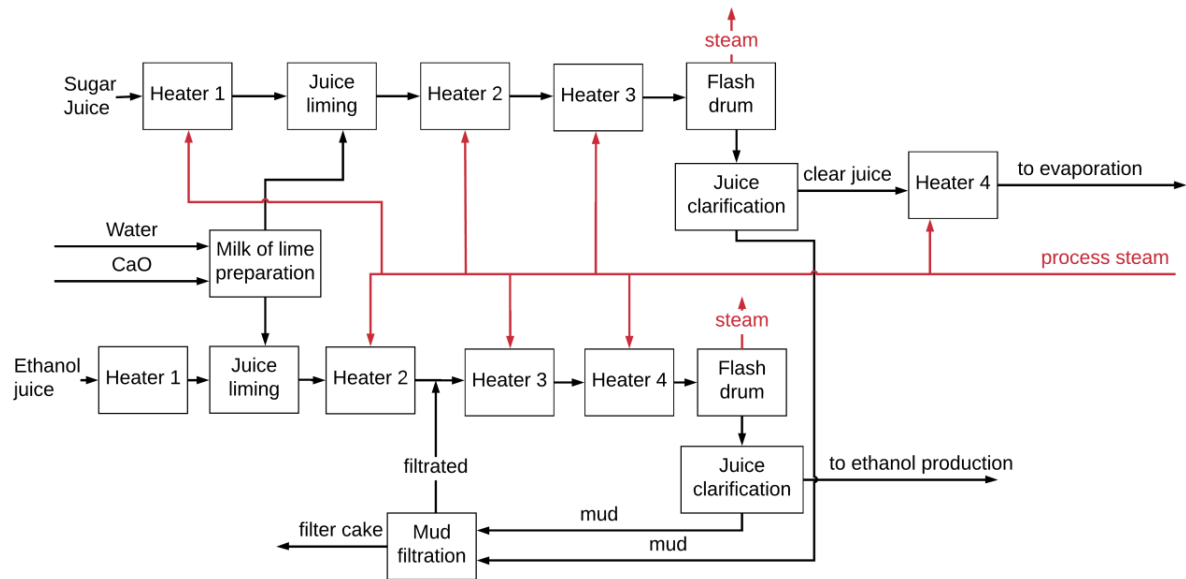 steam
Sugar
Juice
Heater 1
Juice
liming
Heater 2
Heater 3
Flash
drum
Juice
clarification
clear juice
Heater 4
to evaporation
Water
CaO
Milk of lime
preparation
process steam
steam
Ethanol
juice
Heater 1
Juice
liming
Heater 2
Heater 3
Heater 4
Flash
drum
filtrated
Juice
clarification
to ethanol production
mud
mud
filter cake
Mud
filtration